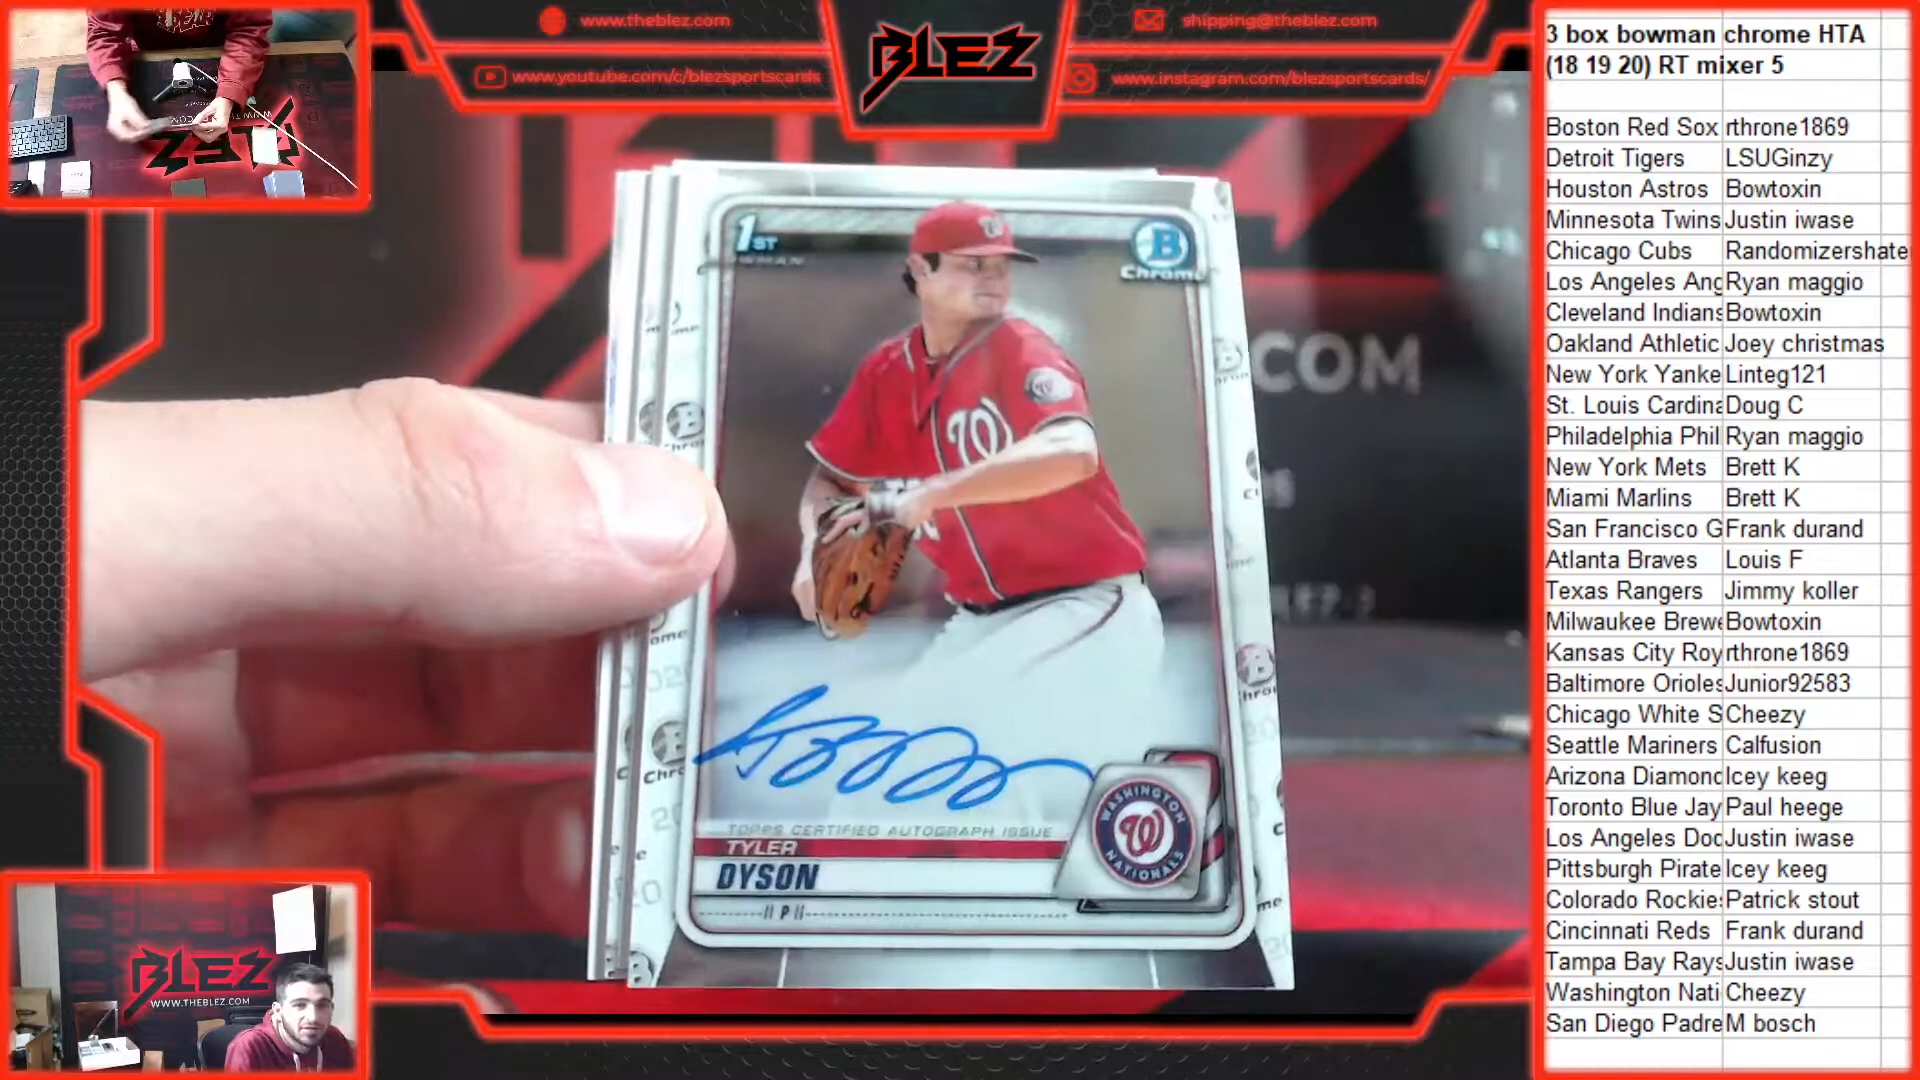 www.theblez.com
shipping@theblez.com
BLEZ
www.youtube.com/c/blezsportscards
www.instagram.com/blezsportscards/
3 box bowman chrome HTA
(18 19 20) RT mixer 5
Boston Red Sox rthrone1869
Detroit Tigers LSUGinzy
Houston Astros Bowtoxin
Minnesota Twins Justin iwase
Chicago Cubs Randomizershate
Los Angeles Ang Ryan maggio
Cleveland Indians Bowtoxin
Oakland Athletic Joey christmas
New York Yanke Linteg121
St. Louis Cardina Doug C
Philadelphia Phil Ryan maggio
New York Mets Brett K
Miami Marlins Brett K
San Francisco G Frank durand
Atlanta Braves Louis F
Texas Rangers Jimmy koller
Milwaukee Brewe Bowtoxin
Kansas City Roy rthrone1869
Baltimore Orioles Junior92583
Chicago White S Cheezy
Seattle Mariners Calfusion
Arizona Diamond Icey keeg
Toronto Blue Jay Paul heege
Los Angeles Dod Justin iwase
Pittsburgh Pirate Icey keeg
Colorado Rockies Patrick stout
Cincinnati Reds Frank durand
Tampa Bay Rays Justin iwase
Washington Nati Cheezy
San Diego Padre M bosch
1ST
B
Chrome
W
.COM
TOPPS CERTIFIED AUTOGRAPH ISSUE
TYLER
DYSON
P
WASHINGTON
W
NATIONALS
BLEZ
WWW.THEBLEZ.COM